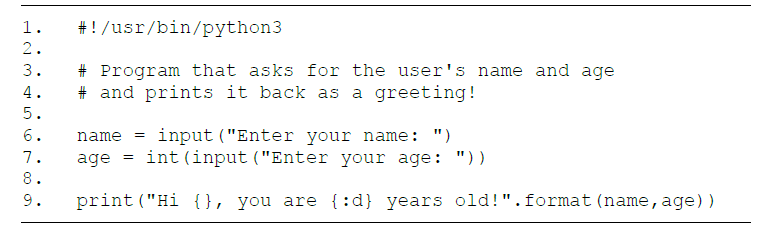 1. #!/usr/bin/python3
2.
3. # Program that asks for the user's name and age
4. # and prints it back as a greeting!
5.
6. name = input("Enter your name: ")
7. age = int(input("Enter your age: "))
8.
9. print("Hi {}, you are {:d} years old!".format(name,age))